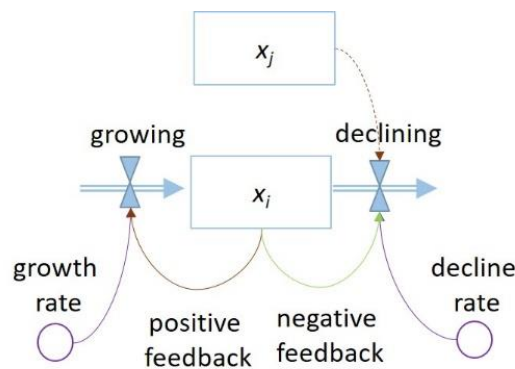 x_j
growing
declining
x_i
growth
rate
decline
rate
positive
feedback
negative
feedback